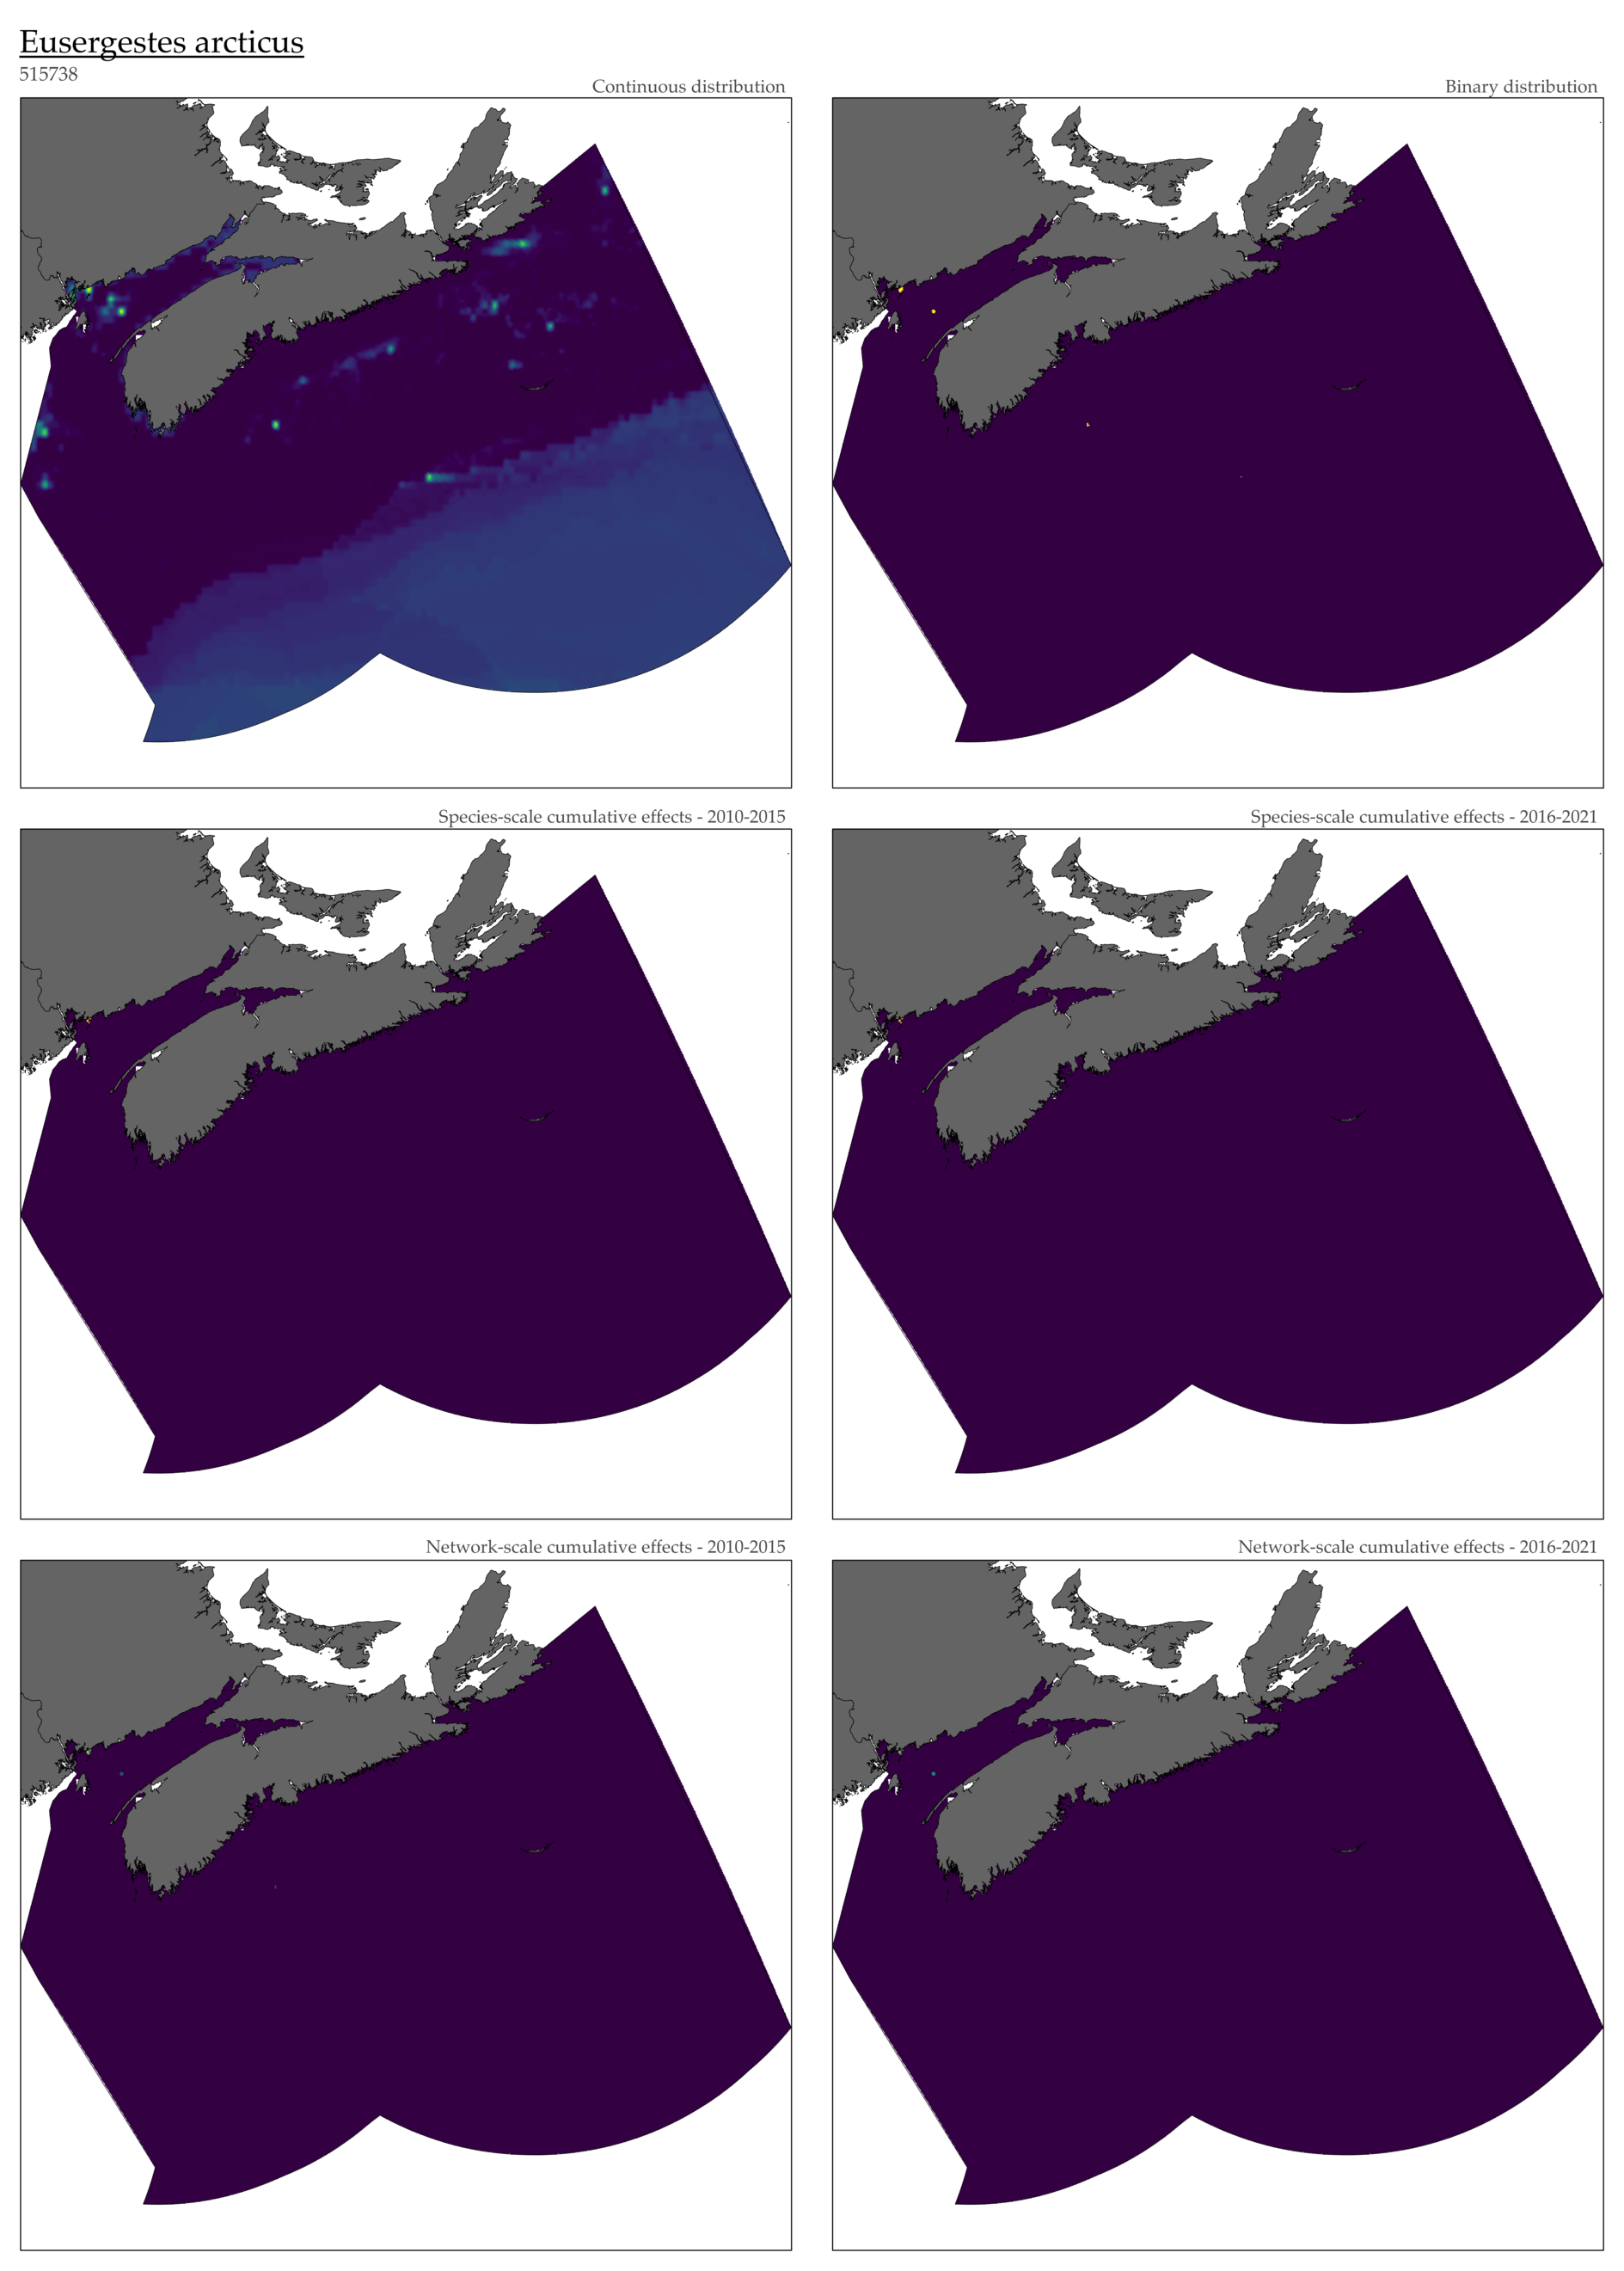 Eusergestes arcticus
515738
Continuous distribution
Binary distribution
Species-scale cumulative effects - 2010-2015
Species-scale cumulative effects - 2016-2021
Network-scale cumulative effects - 2010-2015
Network-scale cumulative effects - 2016-2021